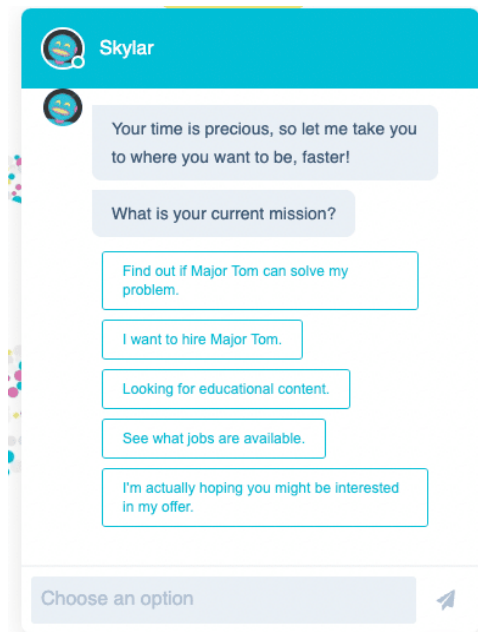 Skylar
Your time is precious, so let me take you
to where you want to be, faster!
What is your current mission?
Find out if Major Tom can solve my
problem.
I want to hire Major Tom.
Looking for educational content.
See what jobs are available.
I'm actually hoping you might be interested
in my offer.
Choose an option